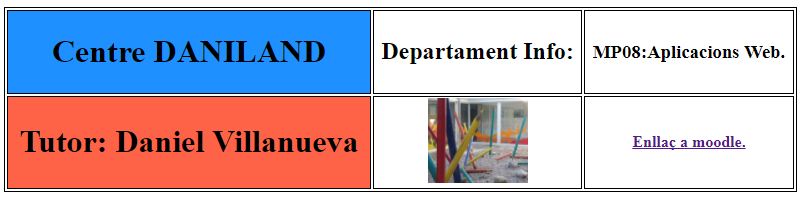 Centre DANILAND
Departament Info:
MP08:Aplicacions Web.
Tutor: Daniel Villanueva
Enllaç a moodle.